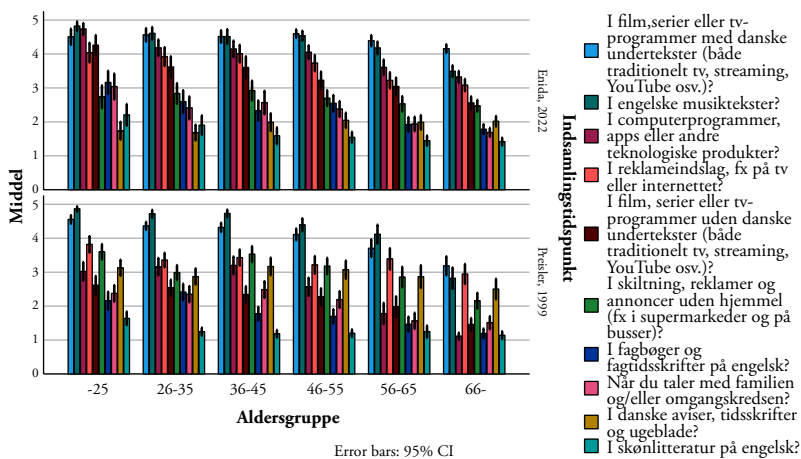 5
4
3
2
1
0
Enida, 2022
5
4
3
2
1
0
Preisler, 1999
Middel
Indsamlingstidspunkt
-25
26-35
36-45
46-55
56-65
66-
Aldersgruppe
Error bars: 95% CI
I film,serier eller tv-
programmer med danske
undertekster (både
traditionelt tv, streaming,
YouTube osv.)?
I engelske musiktekster?
I computerprogrammer,
apps eller andre
teknologiske produkter?
I reklameindslag, fx på tv
eller internettet?
I film, serier eller tv-
programmer uden danske
undertekster (både
traditionelt tv, streaming,
YouTube osv.)?
I skiltning, reklamer og
annoncer uden hjemmel
(fx i supermarkeder og på
busser)?
I fagbøger og
fagtidsskrifter på engelsk?
Når du taler med familien
og/eller omgangskredsen?
I danske aviser, tidsskrifter
og ugeblade?
I skønlitteratur på engelsk?